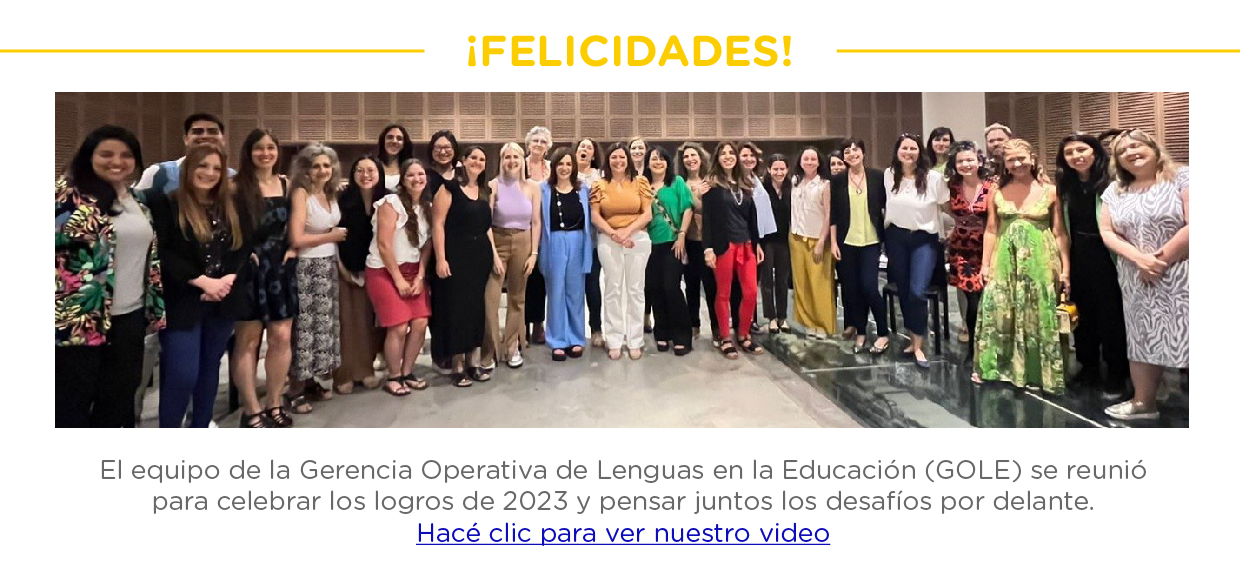 ¡FELICIDADES!
El equipo de la Gerencia Operativa de Lenguas en la Educación (GOLE) se reunió
para celebrar los logros de 2023 y pensar juntos los desafíos por delante.
Hacé clic para ver nuestro video